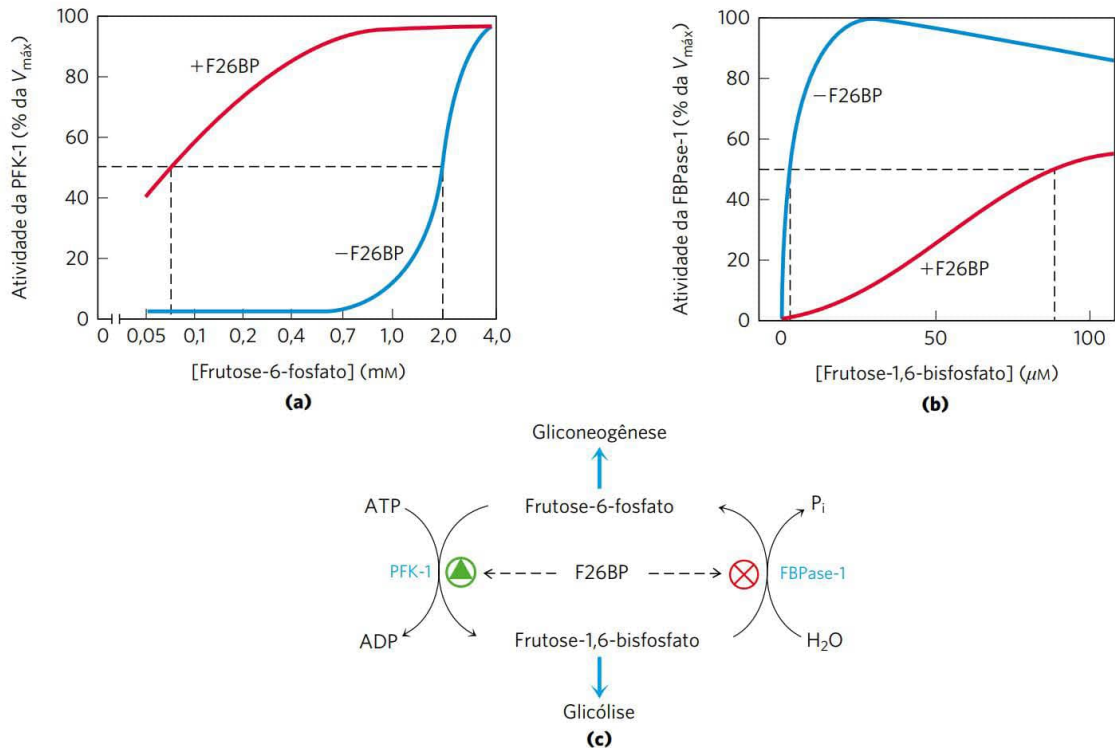 Atividade da PFK-1 (% da Vmáx)
100
80
60
40
20
0
+F26BP
−F26BP
0 0,05 0,1 0,2 0,4 0,7 1,0 2,0 4,0
[Frutose-6-fosfato] (mM)
(a)
Atividade da FBPase-1 (% da Vmáx)
100
80
60
40
20
0
−F26BP
+F26BP
0 50 100
[Frutose-1,6-bisfosfato] (μM)
(b)
Gliconeogênese
ATP Frutose-6-fosfato Pi
PFK-1 F26BP FBPase-1
ADP Frutose-1,6-bisfosfato H2O
Glicólise
(c)